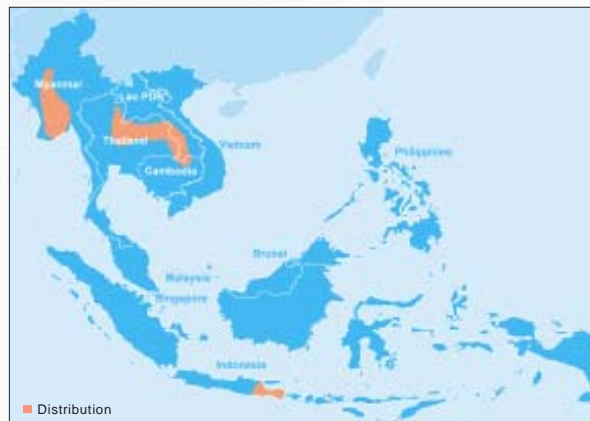 Myanmar
Lao PDR
Vietnam
Thailand
Cambodia
Philippines
Brunei
Malaysia
Singapore
Indonesia
Distribution